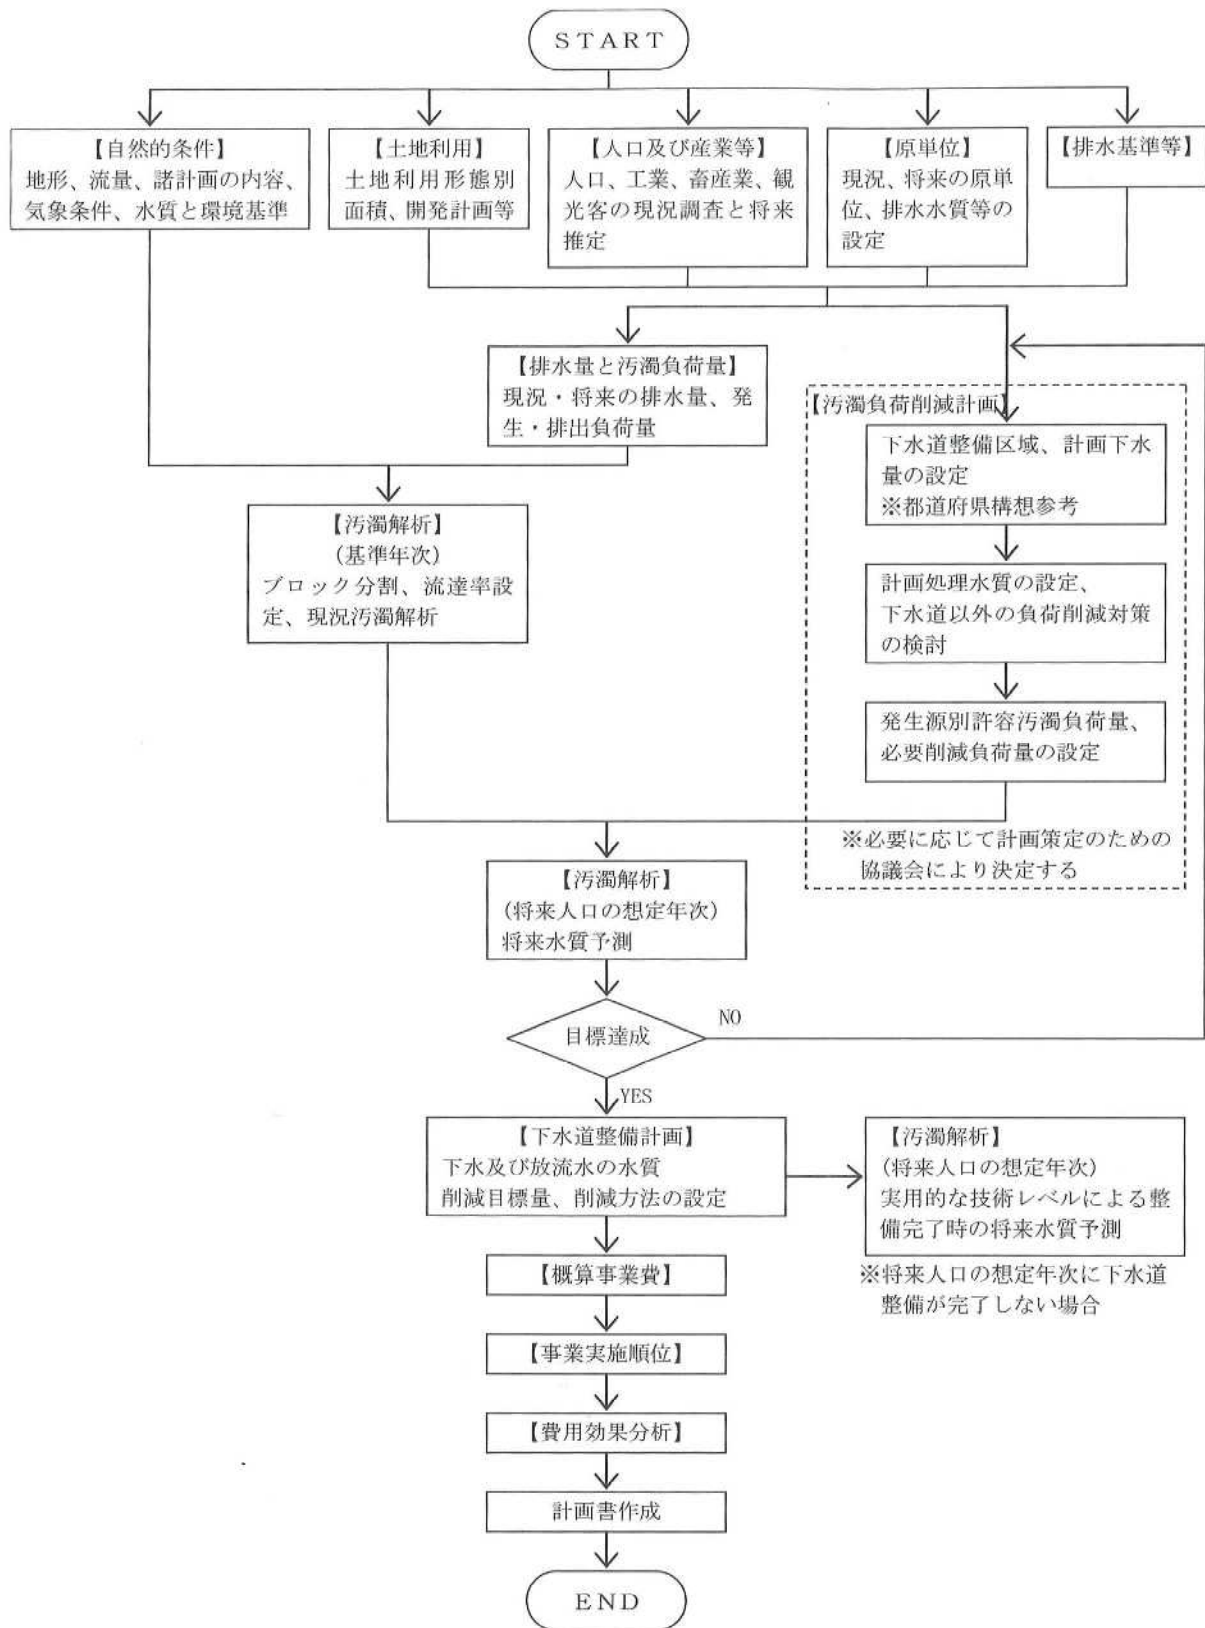 START
【自然的条件】
地形、流量、諸計画の内容、
気象条件、水質と環境基準
【土地利用】
土地利用形態別
面積、開発計画等
【人口及び産業等】
人口、工業、畜産業、観
光客の現況調査と将来
推定
【原単位】
現況、将来の原単
位、排水水質等の
設定
【排水基準等】
【排水量と汚濁負荷量】
現況・将来の排水量、発
生・排出負荷量
【汚濁負荷削減計画】
下水道整備区域、計画下水
量の設定
※都道府県構想参考
計画処理水質の設定、
下水道以外の負荷削減対策
の検討
発生源別許容汚濁負荷量、
必要削減負荷量の設定
※必要に応じて計画策定のための
協議会により決定する
【汚濁解析】
(基準年次)
ブロック分割、流達率設
定、現況汚濁解析
【汚濁解析】
(将来人口の想定年次)
将来水質予測
目標達成
NO
YES
【下水道整備計画】
下水及び放流水の水質
削減目標量、削減方法の設定
【汚濁解析】
(将来人口の想定年次)
実用的な技術レベルによる整
備完了時の将来水質予測
※将来人口の想定年次に下水道
整備が完了しない場合
【概算事業費】
【事業実施順位】
【費用効果分析】
計画書作成
END